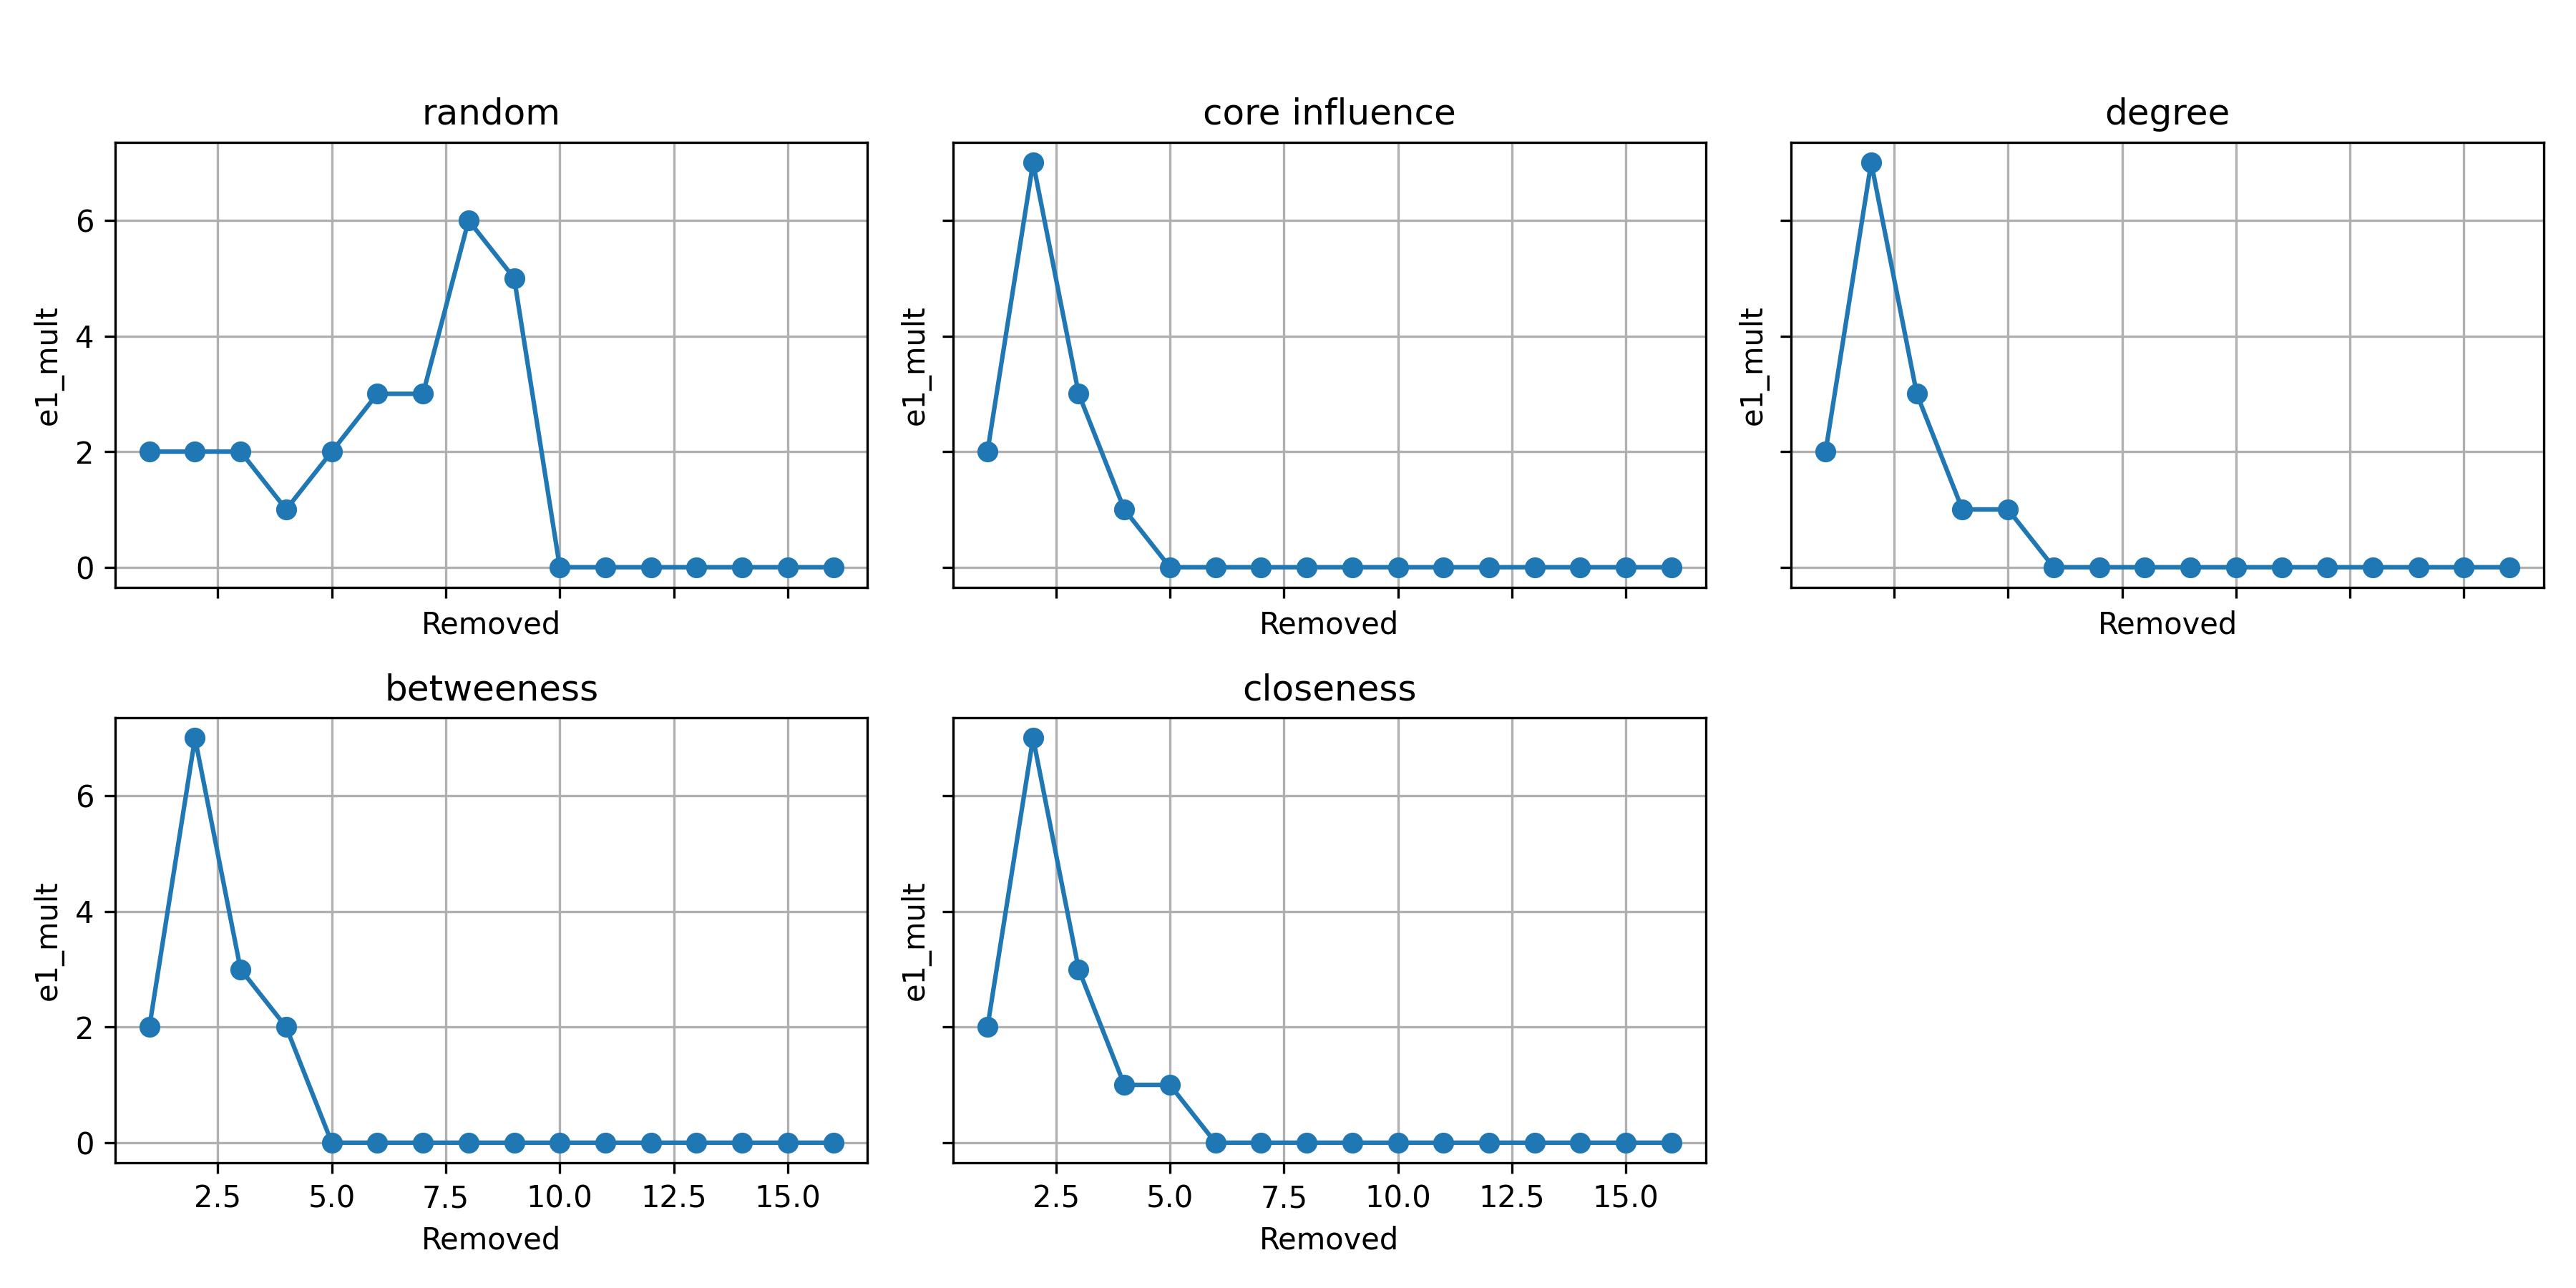 random
6
4
2
0
e1_mult
Removed
core influence
e1_mult
Removed
degree
e1_mult
Removed
betweeness
6
4
2
0
e1_mult
2.5 5.0 7.5 10.0 12.5 15.0
Removed
closeness
e1_mult
2.5 5.0 7.5 10.0 12.5 15.0
Removed